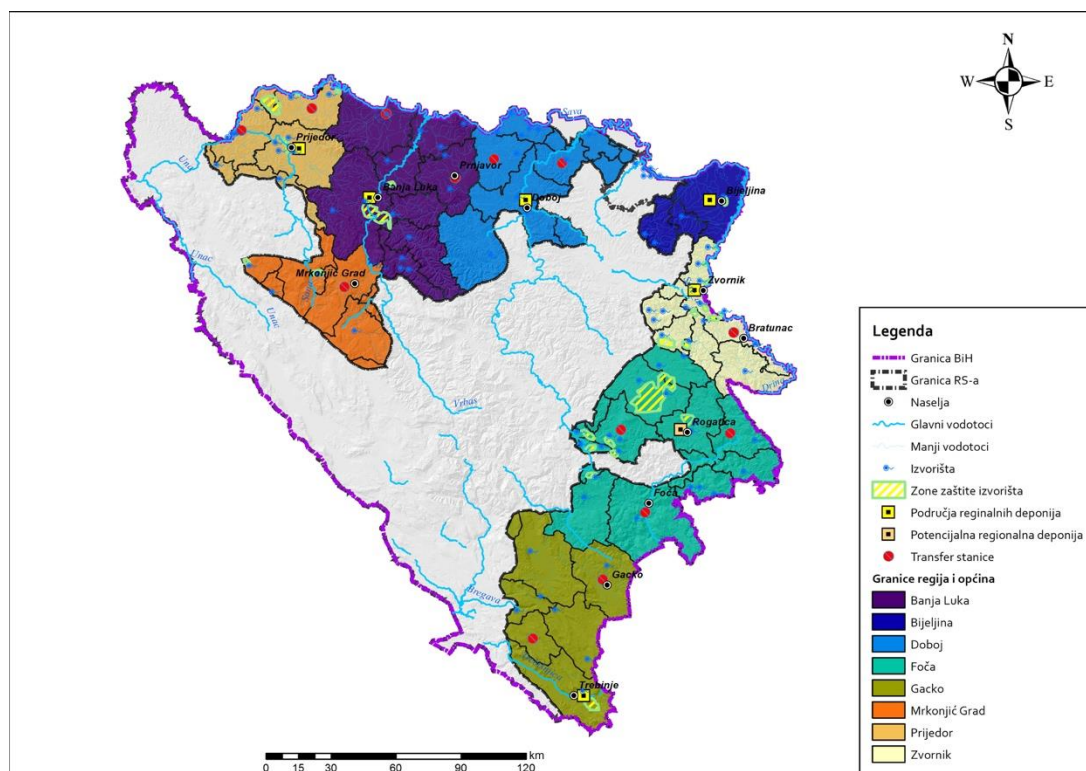 N
W E
S
Sava
Prijedor
Una
Prnjavor
Banja Luka
Doboj
Bijeljina
Unac
Mrkonjić Grad
Unac
Zvornik
Bratunac
Drina
Vrbas
Rogatica
Foča
Gacko
Bregava
Trebinje
Legenda
Granica BiH
Granica RS-a
Naselja
Glavni vodotoci
Manji vodotoci
Izvorišta
Zone zaštite izvorišta
Područja reginalnih deponija
Potencijalna regionalna deponija
Transfer stanice
Granice regija i općina
Banja Luka
Bijeljina
Doboj
Foča
Gacko
Mrkonjić Grad
Prijedor
Zvornik
km
0 15 30 60 90 120